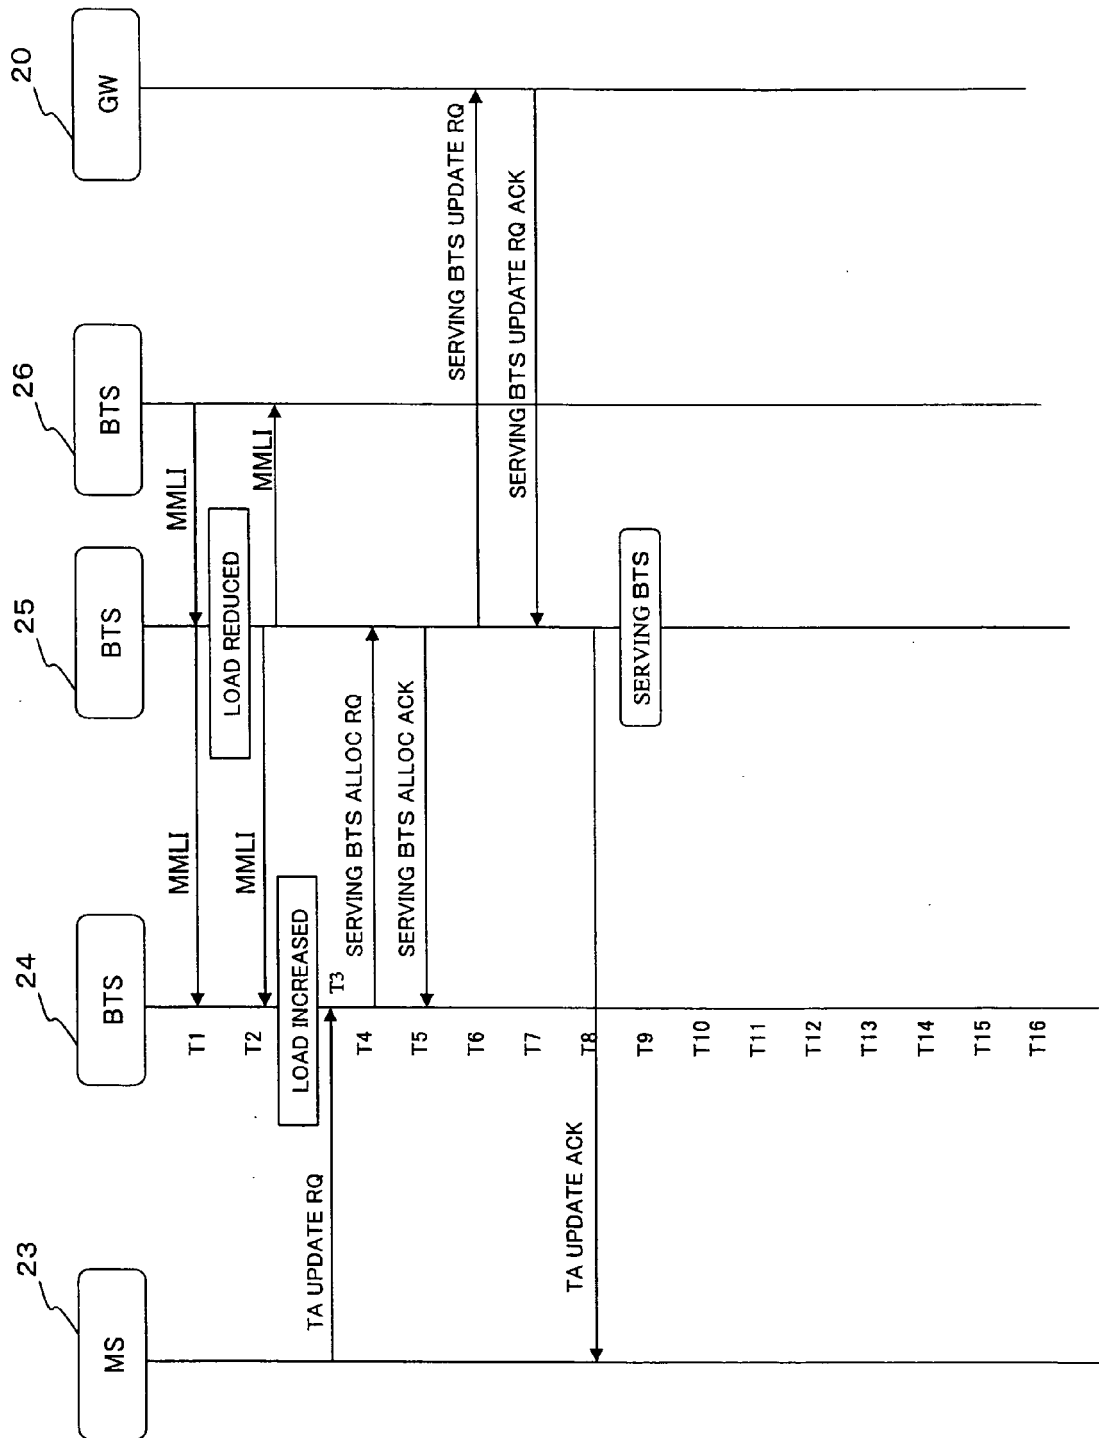 23
24
25
26
20
MS
BTS
BTS
BTS
GW
T1
MMLI
MMLI
LOAD REDUCED
T2
MMLI
MMLI
LOAD INCREASED
TA UPDATE RQ
T3
T4
SERVING BTS ALLOC RQ
T5
SERVING BTS ALLOC ACK
T6
SERVING BTS UPDATE RQ
T7
SERVING BTS UPDATE RQ ACK
TA UPDATE ACK
T8
T9
SERVING BTS
T10
T11
T12
T13
T14
T15
T16